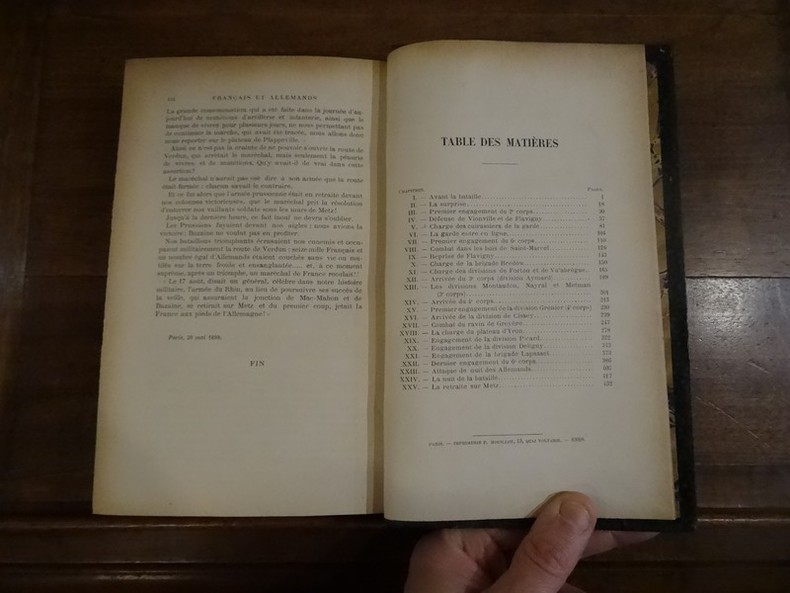 FRANÇAIS ET ALLEMANDS
La grande consommation qui a été faite dans la journée d'au-
jourd'hui de munitions d'artillerie et infanterie, ainsi que le
manque de vivres pour plusieurs jours, ne nous permettant pas
de continuer la marche, qui avait été tracée, nous allons donc
nous reporter sur le plateau de Plappeville.
Ainsi ce n'est pas la crainte de ne pouvoir s'ouvrir la route de
Verdun, qui arrêtait le maréchal, mais seulement la pénurie
de vivres et de munitions. Qu'y avait-il de vrai dans cette
assertion?
Le maréchal n'aurait pas osé dire à son armée que la route
était fermée: chacun savait le contraire.
Et ce fut alors que l'armée prussienne était en retraite devant
nos colonnes victorieuses, que le maréchal prit la résolution
d'enterrer nos vaillants soldats sous les murs de Metz!
Jusqu'à la dernière heure, ce fait inouï ne devra s'oublier.
Les Prussiens fuyaient devant nos aigles: nous avions la
victoire; Bazaine ne voulut pas en profiter.
Nos bataillons triomphants écrasaient nos ennemis et occu-
paient militairement la route de Verdun; seize mille Français et
un nombre égal d'Allemands étaient couchés sans vie ou mu-
tilés sur la terre froide et ensanglantée.... et, à ce moment
suprême, après un triomphe, un maréchal de France reculait!
« Le 17 août, disait un général, célèbre dans notre histoire
militaire, l'armée du Rhin, au lieu de poursuivre ses succès de
la veille, qui assuraient la jonction de Mac-Mahon et de
Bazaine, se retirait sur Metz et du premier coup, jetait la
France aux pieds de l'Allemagne! »
Paris, 20 août 1888.
FIN
TABLE DES MATIÈRES
CHAPITRES. Pages.
I. — Avant la bataille 1
II. — La surprise 18
III. — Premier engagement du 2e corps
IV. — Défense de Vionville et de Flavigny
V. — Charge des cuirassiers de la garde
VI. — La garde entre en ligne
VII. — Premier engagement du 6e corps
VIII. — Combat dans les bois de Saint-Marcel
IX. — Reprise de Flavigny
X. — Charge de la brigade Bredow
XI. — Charge des divisions de Forton et de Valabrègue
XII. — Arrivée du 3e corps (division Aymard)
XIII. — Les divisions Montaudon, Nayral et Metman
(3e corps)
XIV. — Arrivée du 4e corps
XV. — Premier engagement de la division Grenier (4e corps)
XVI. — Arrivée de la division de Cissey
XVII. — Combat du ravin de Greyère
XVIII. — La charge du plateau d'Yron
XIX. — Engagement de la division Picard
XX. — Engagement de la division Deligny
XXI. — Engagement de la brigade Lapasset
XXII. — Dernier engagement du 6e corps
XXIII. — Attaque de nuit des Allemands
XXIV. — La nuit de la bataille
XXV. — La retraite sur Metz
PARIS. — IMPRIMERIE P. MOUILLOT, 13, QUAI VOLTAIRE.